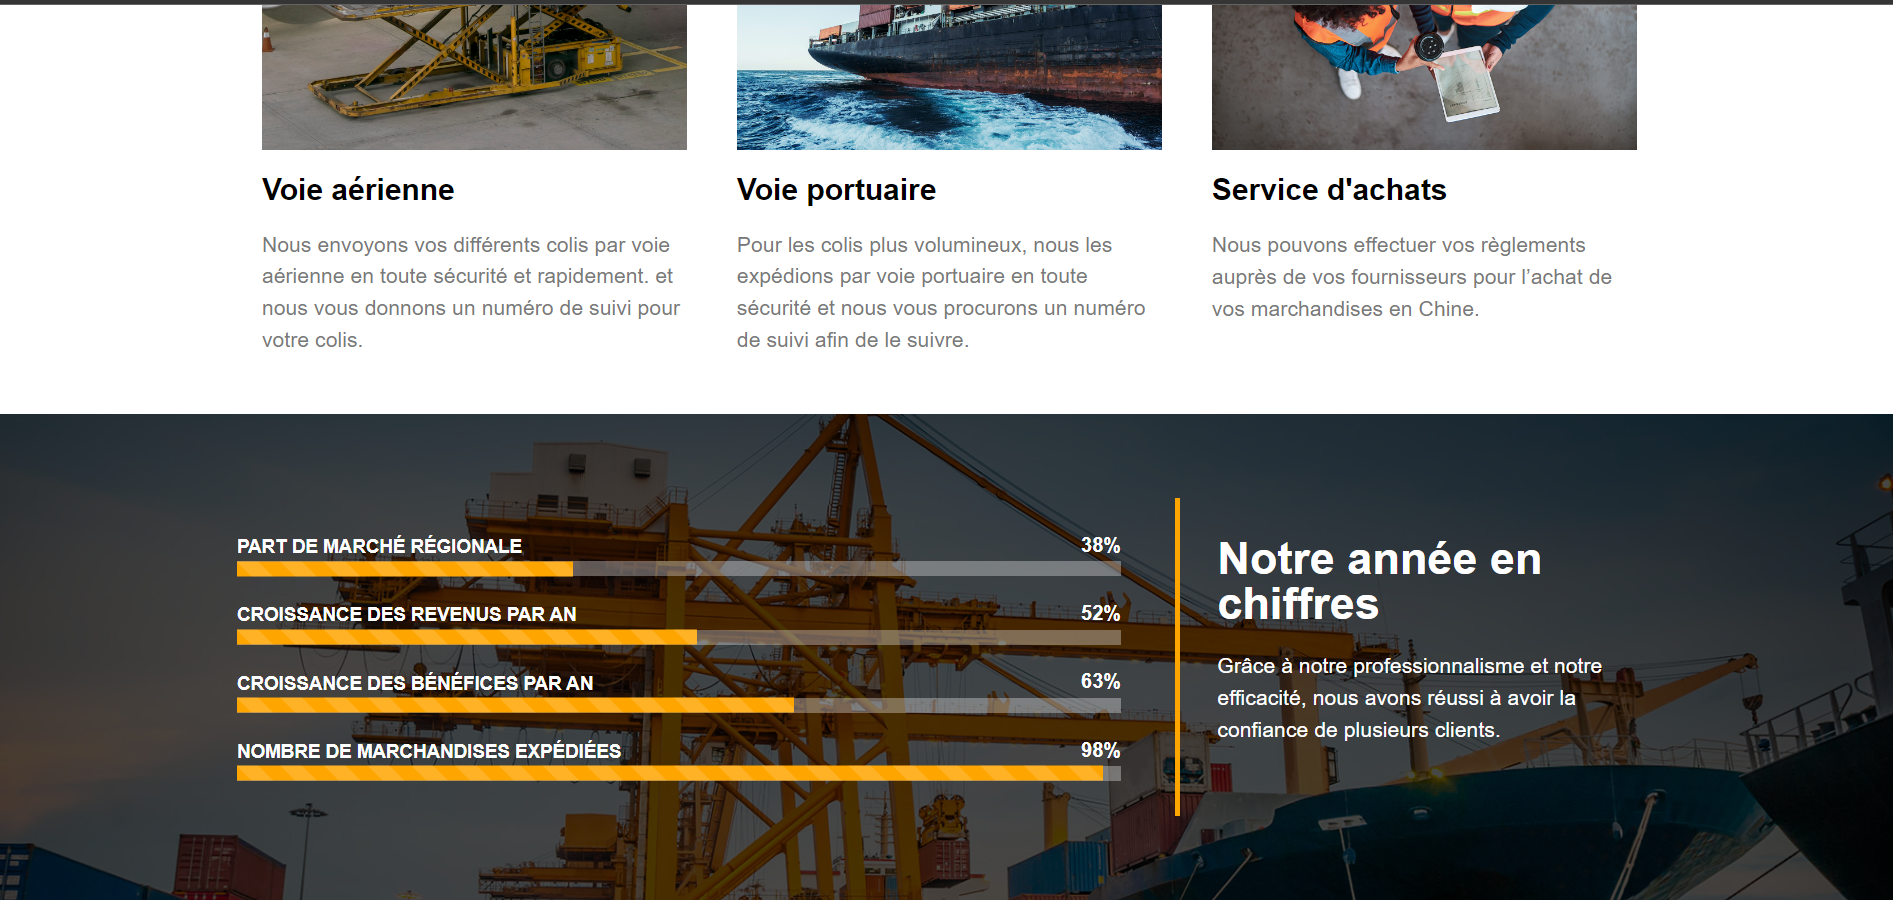 Voie aérienne
Nous envoyons vos différents colis par voie
aérienne en toute sécurité et rapidement. et
nous vous donnons un numéro de suivi pour
votre colis.
Voie portuaire
Pour les colis plus volumineux, nous les
expédions par voie portuaire en toute
sécurité et nous vous procurons un numéro
de suivi afin de le suivre.
Service d'achats
Nous pouvons effectuer vos règlements
auprès de vos fournisseurs pour l’achat de
vos marchandises en Chine.
PART DE MARCHÉ RÉGIONALE 38%
CROISSANCE DES REVENUS PAR AN 52%
CROISSANCE DES BÉNÉFICES PAR AN 63%
NOMBRE DE MARCHANDISES EXPÉDIÉES 98%
Notre année en
chiffres
Grâce à notre professionnalisme et notre
efficacité, nous avons réussi à avoir la
confiance de plusieurs clients.